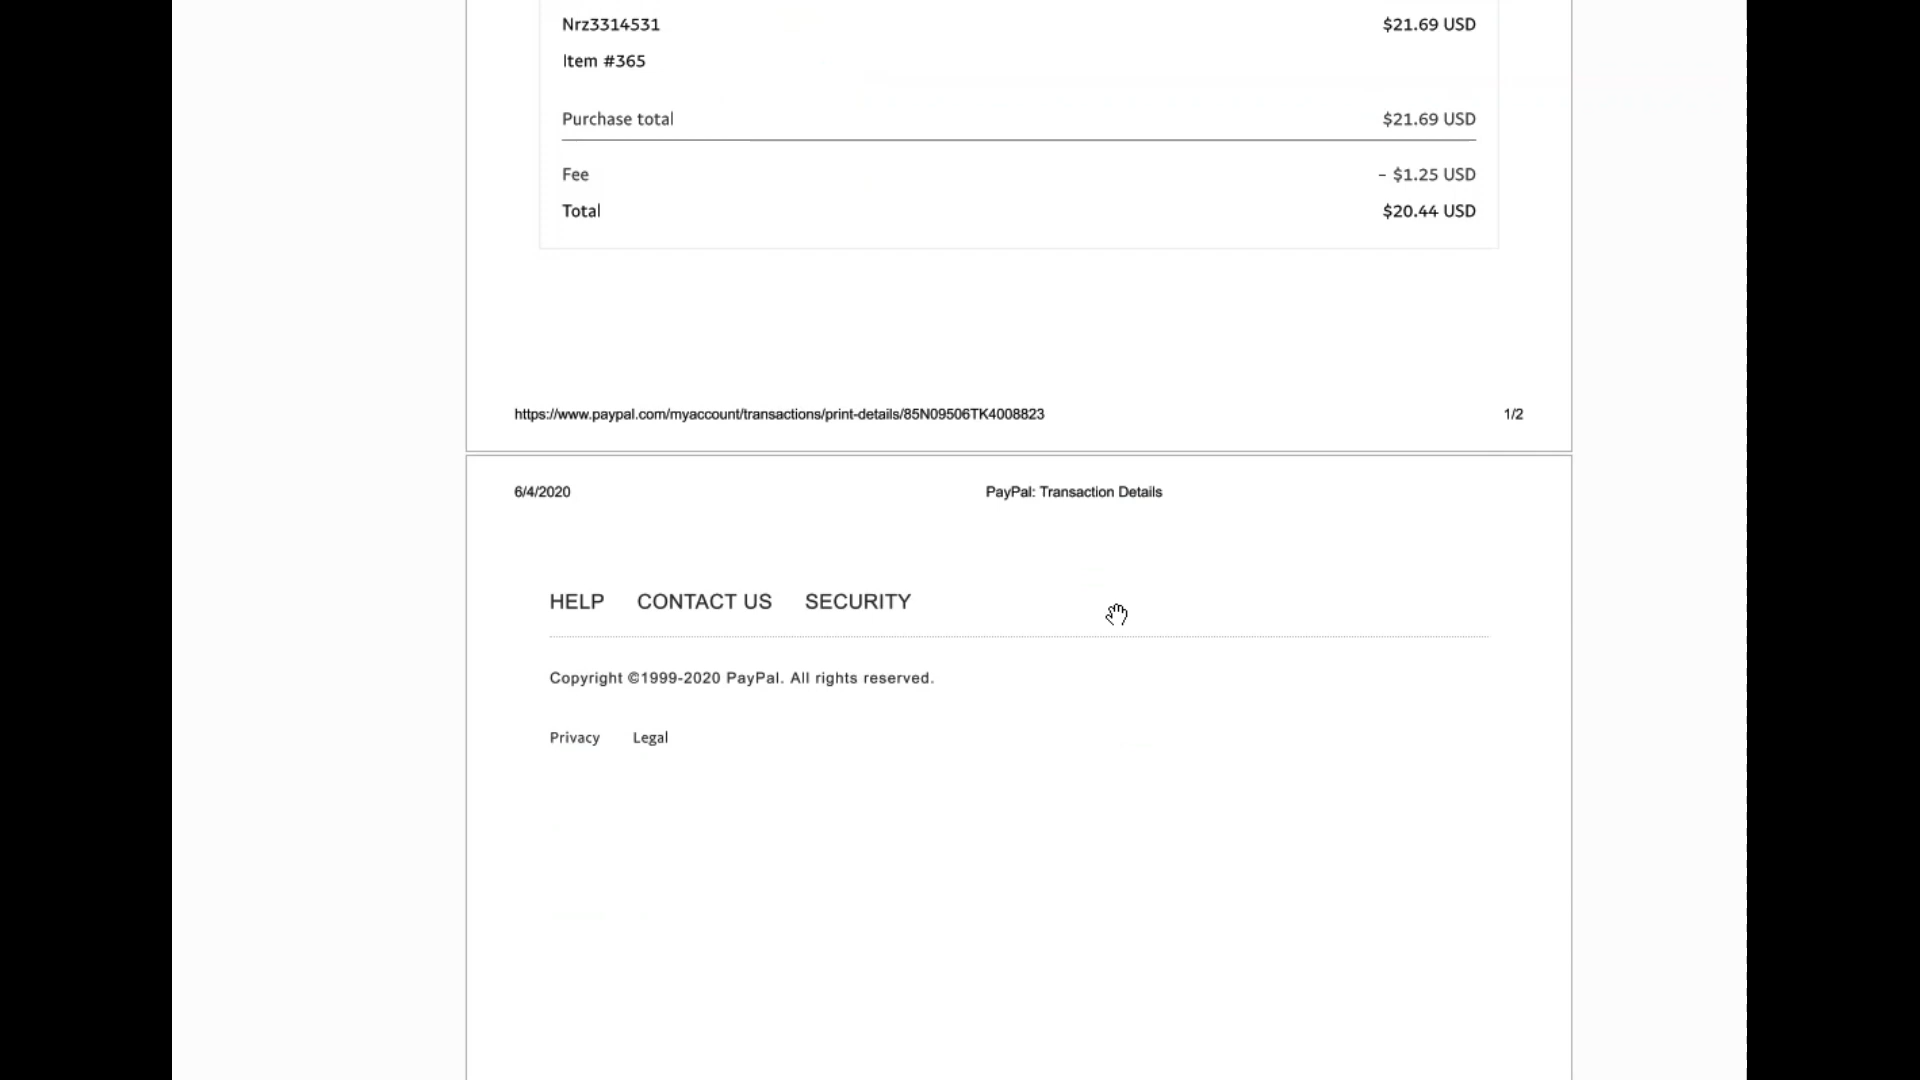 Nrz3314531 $21.69 USD
Item #365
Purchase total $21.69 USD
Fee - $1.25 USD
Total $20.44 USD
https://www.paypal.com/myaccount/transactions/print-details/85N09506TK4008823 1/2
6/4/2020 PayPal: Transaction Details
HELP CONTACT US SECURITY
Copyright ©1999-2020 PayPal. All rights reserved.
Privacy Legal